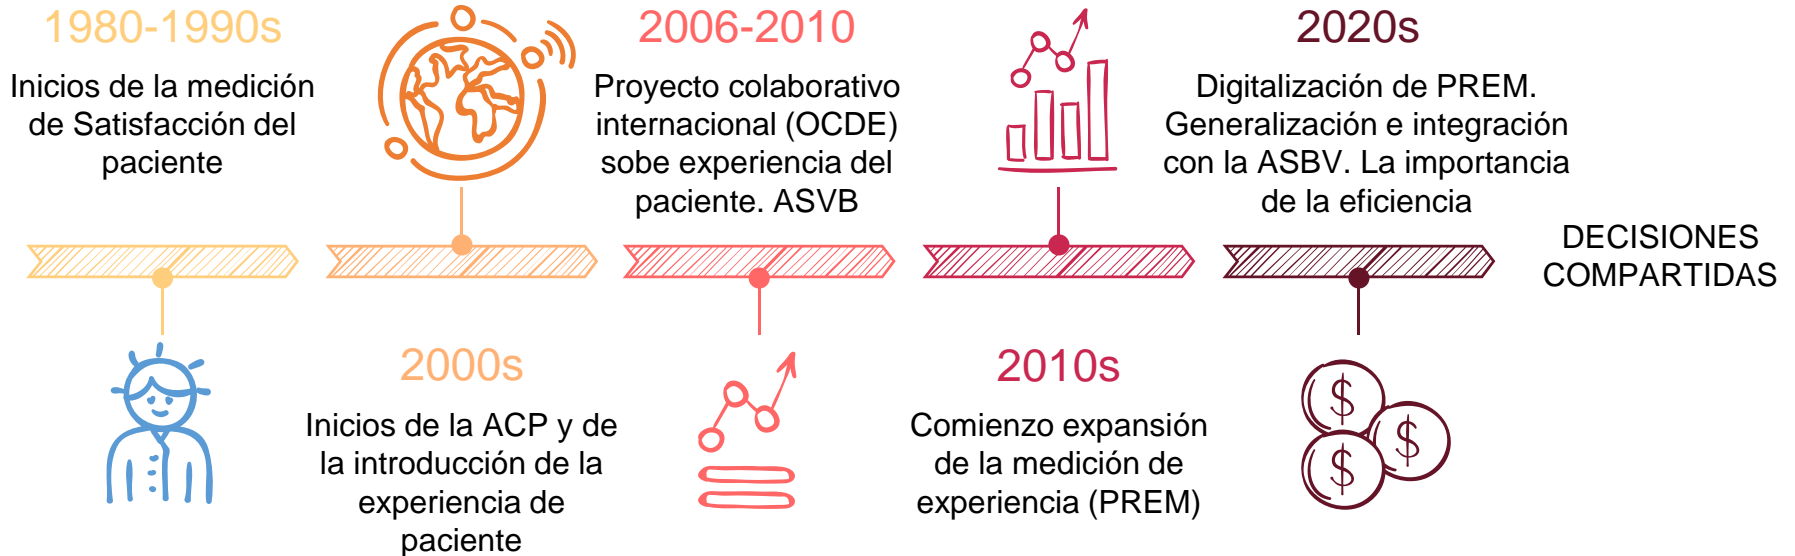 1980-1990s
Inicios de la medición
de Satisfacción del
paciente
2000s
Inicios de la ACP y de
la introducción de la
experiencia de
paciente
2006-2010
Proyecto colaborativo
internacional (OCDE)
sobe experiencia del
paciente. ASVB
2010s
Comienzo expansión
de la medición de
experiencia (PREM)
2020s
Digitalización de PREM.
Generalización e integración
con la ASBV. La importancia
de la eficiencia
$
$
$
DECISIONES
COMPARTIDAS